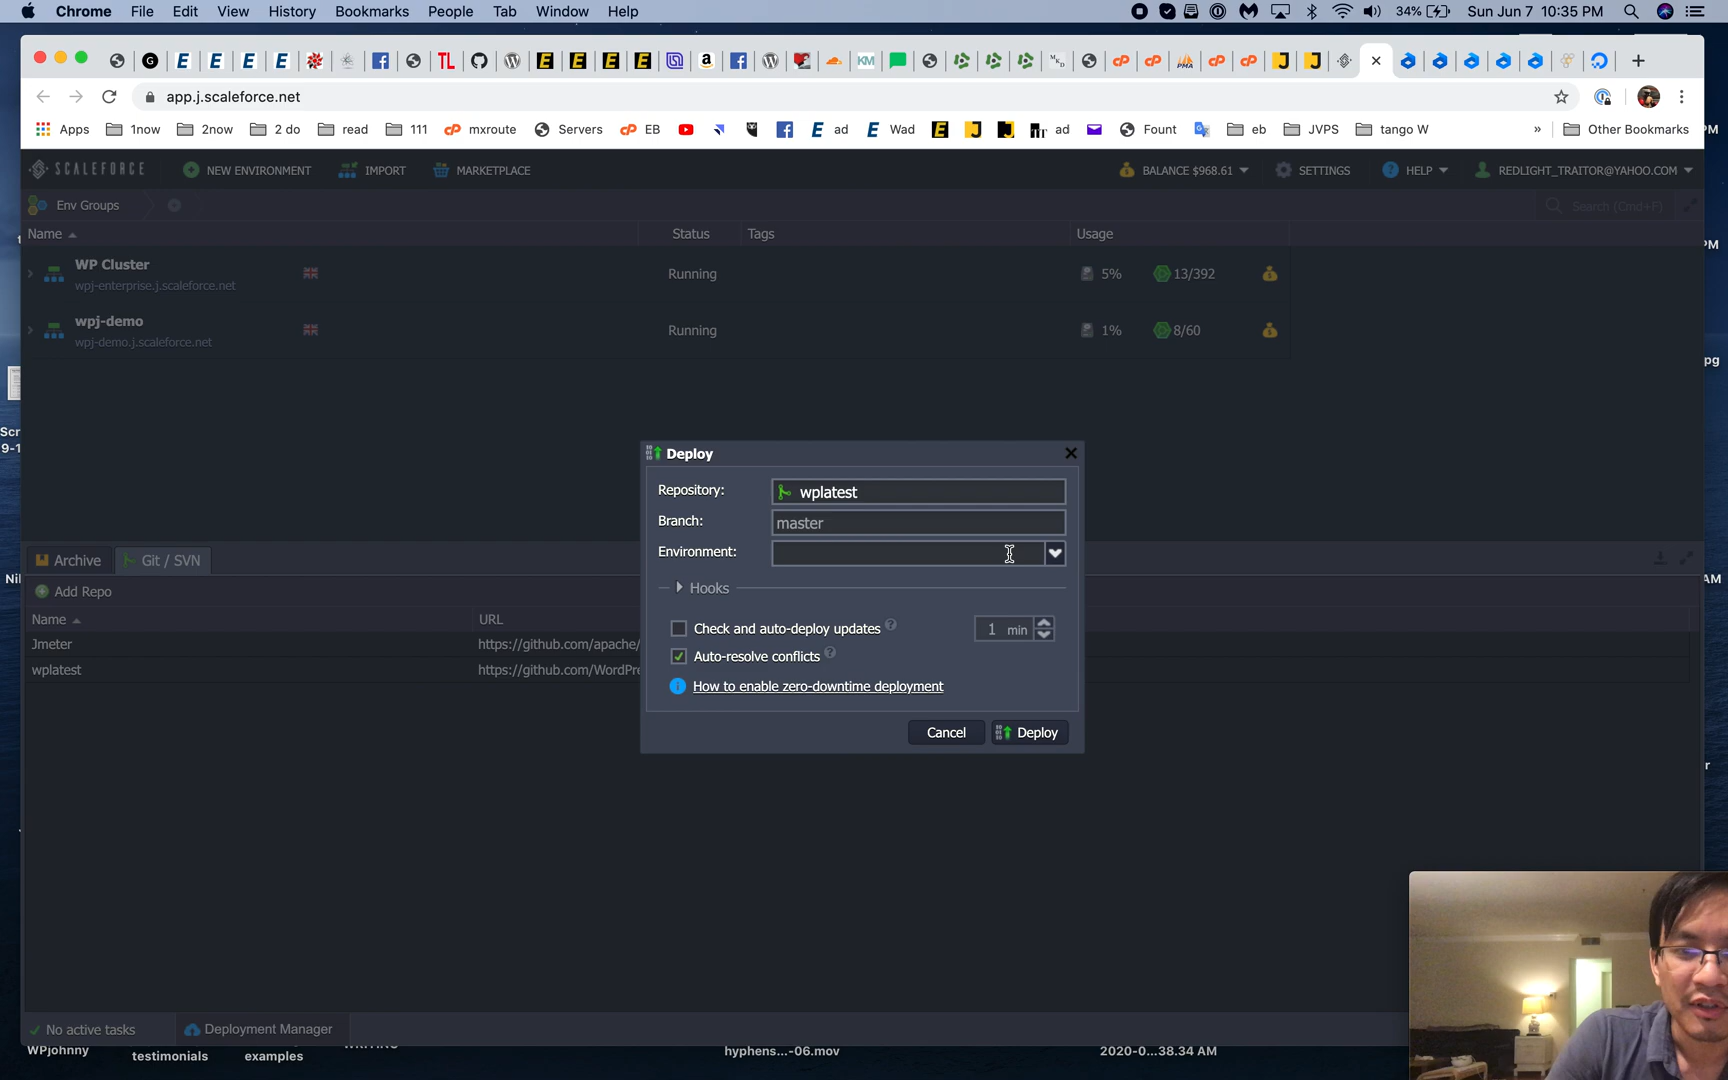 Chrome File Edit View History Bookmarks People Tab Window Help 34% Sun Jun 7 10:35 PM
app.j.scaleforce.net
Apps 1now 2now 2 do read 111 mxroute Servers EB ad Wad ad Fount eb JVPS tango W » Other Bookmarks
SCALEFORCE NEW ENVIRONMENT IMPORT MARKETPLACE BALANCE $968.61 SETTINGS HELP REDLIGHT_TRAITOR@YAHOO.COM
Env Groups Search (Cmd+F)
Name Status Tags Usage
WP Cluster Running 5% 13/392
wpj-enterprise.j.scaleforce.net
wpj-demo Running 1% 8/60
wpj-demo.j.scaleforce.net
Deploy
Repository: wplatest
Branch: master
Environment:
Hooks
Check and auto-deploy updates ? 1 min
Auto-resolve conflicts ?
How to enable zero-downtime deployment
Cancel Deploy
Archive Git / SVN
Add Repo
Name URL
Jmeter https://github.com/apache/
wplatest https://github.com/WordPre
No active tasks Deployment Manager
WPjohnny testimonials examples hyphens...-06.mov 2020-0...38.34 AM